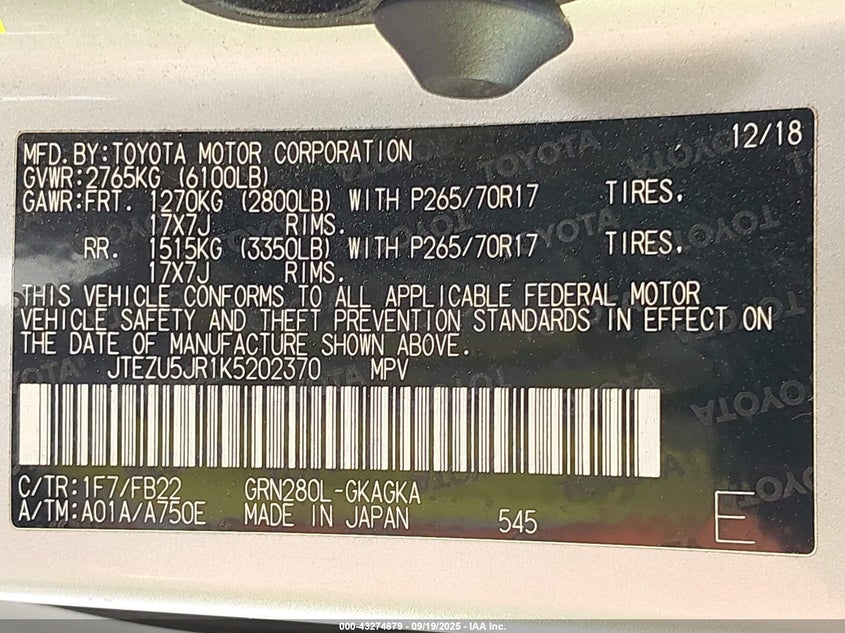 12/18
MFD.BY:TOYOTA MOTOR CORPORATION
GVWR:2765KG (6100LB)
GAWR:FRT. 1270KG (2800LB) WITH P265/70R17 TIRES,
17X7J RIMS.
RR. 1515KG (3350LB) WITH P265/70R17 TIRES,
17X7J RIMS.
THIS VEHICLE CONFORMS TO ALL APPLICABLE FEDERAL MOTOR
VEHICLE SAFETY AND THEFT PREVENTION STANDARDS IN EFFECT ON
THE DATE OF MANUFACTURE SHOWN ABOVE.
JTEZU5JR1K5202370 MPV
C/TR:1F7/FB22 GRN280L-GKAGKA
A/TM:A01A/A750E MADE IN JAPAN 545 E
000-43274879 - 09/19/2025 - IAA Inc.